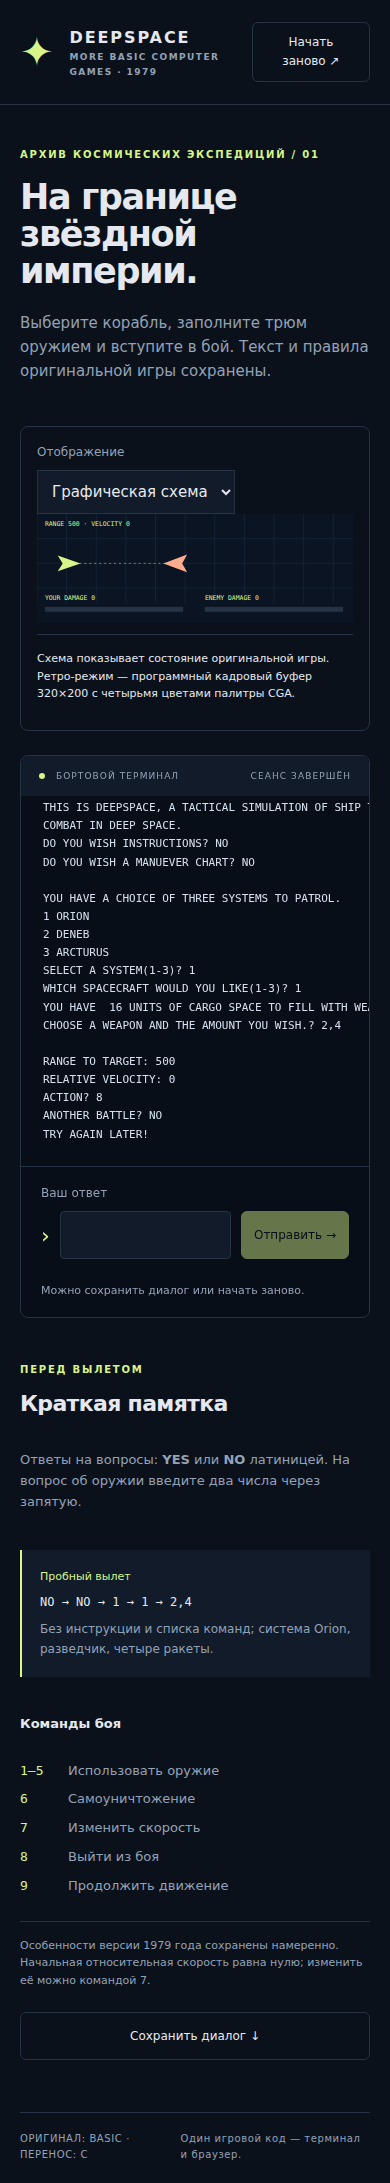 DEEPSPACE
MORE BASIC COMPUTER
GAMES · 1979
Начать
заново ↗
АРХИВ КОСМИЧЕСКИХ ЭКСПЕДИЦИЙ / 01
На границе
звёздной
империи.
Выберите корабль, заполните трюм
оружием и вступите в бой. Текст и правила
оригинальной игры сохранены.
Отображение
Графическая схема
RANGE 500 · VELOCITY 0
YOUR DAMAGE 0
ENEMY DAMAGE 0
Схема показывает состояние оригинальной игры.
Ретро-режим — программный кадровый буфер
320×200 с четырьмя цветами палитры CGA.
БОРТОВОЙ ТЕРМИНАЛ
СЕАНС ЗАВЕРШЁН
THIS IS DEEPSPACE, A TACTICAL SIMULATION OF SHIP
COMBAT IN DEEP SPACE.
DO YOU WISH INSTRUCTIONS? NO
DO YOU WISH A MANUEVER CHART? NO
YOU HAVE A CHOICE OF THREE SYSTEMS TO PATROL.
1 ORION
2 DENEB
3 ARCTURUS
SELECT A SYSTEM(1-3)? 1
WHICH SPACECRAFT WOULD YOU LIKE(1-3)? 1
YOU HAVE  16 UNITS OF CARGO SPACE TO FILL WITH
CHOOSE A WEAPON AND THE AMOUNT YOU WISH.? 2,4
RANGE TO TARGET: 500
RELATIVE VELOCITY: 0
ACTION? 8
ANOTHER BATTLE? NO
TRY AGAIN LATER!
Ваш ответ
›
Отправить →
Можно сохранить диалог или начать заново.
ПЕРЕД ВЫЛЕТОМ
Краткая памятка
Ответы на вопросы: YES или NO латиницей. На
вопрос об оружии введите два числа через
запятую.
Пробный вылет
NO → NO → 1 → 1 → 2,4
Без инструкции и списка команд; система Orion,
разведчик, четыре ракеты.
Команды боя
1–5 Использовать оружие
6 Самоуничтожение
7 Изменить скорость
8 Выйти из боя
9 Продолжить движение
Особенности версии 1979 года сохранены намеренно.
Начальная относительная скорость равна нулю; изменить
её можно командой 7.
Сохранить диалог ↓
ОРИГИНАЛ: BASIC ·
ПЕРЕНОС: C
Один игровой код — терминал
и браузер.